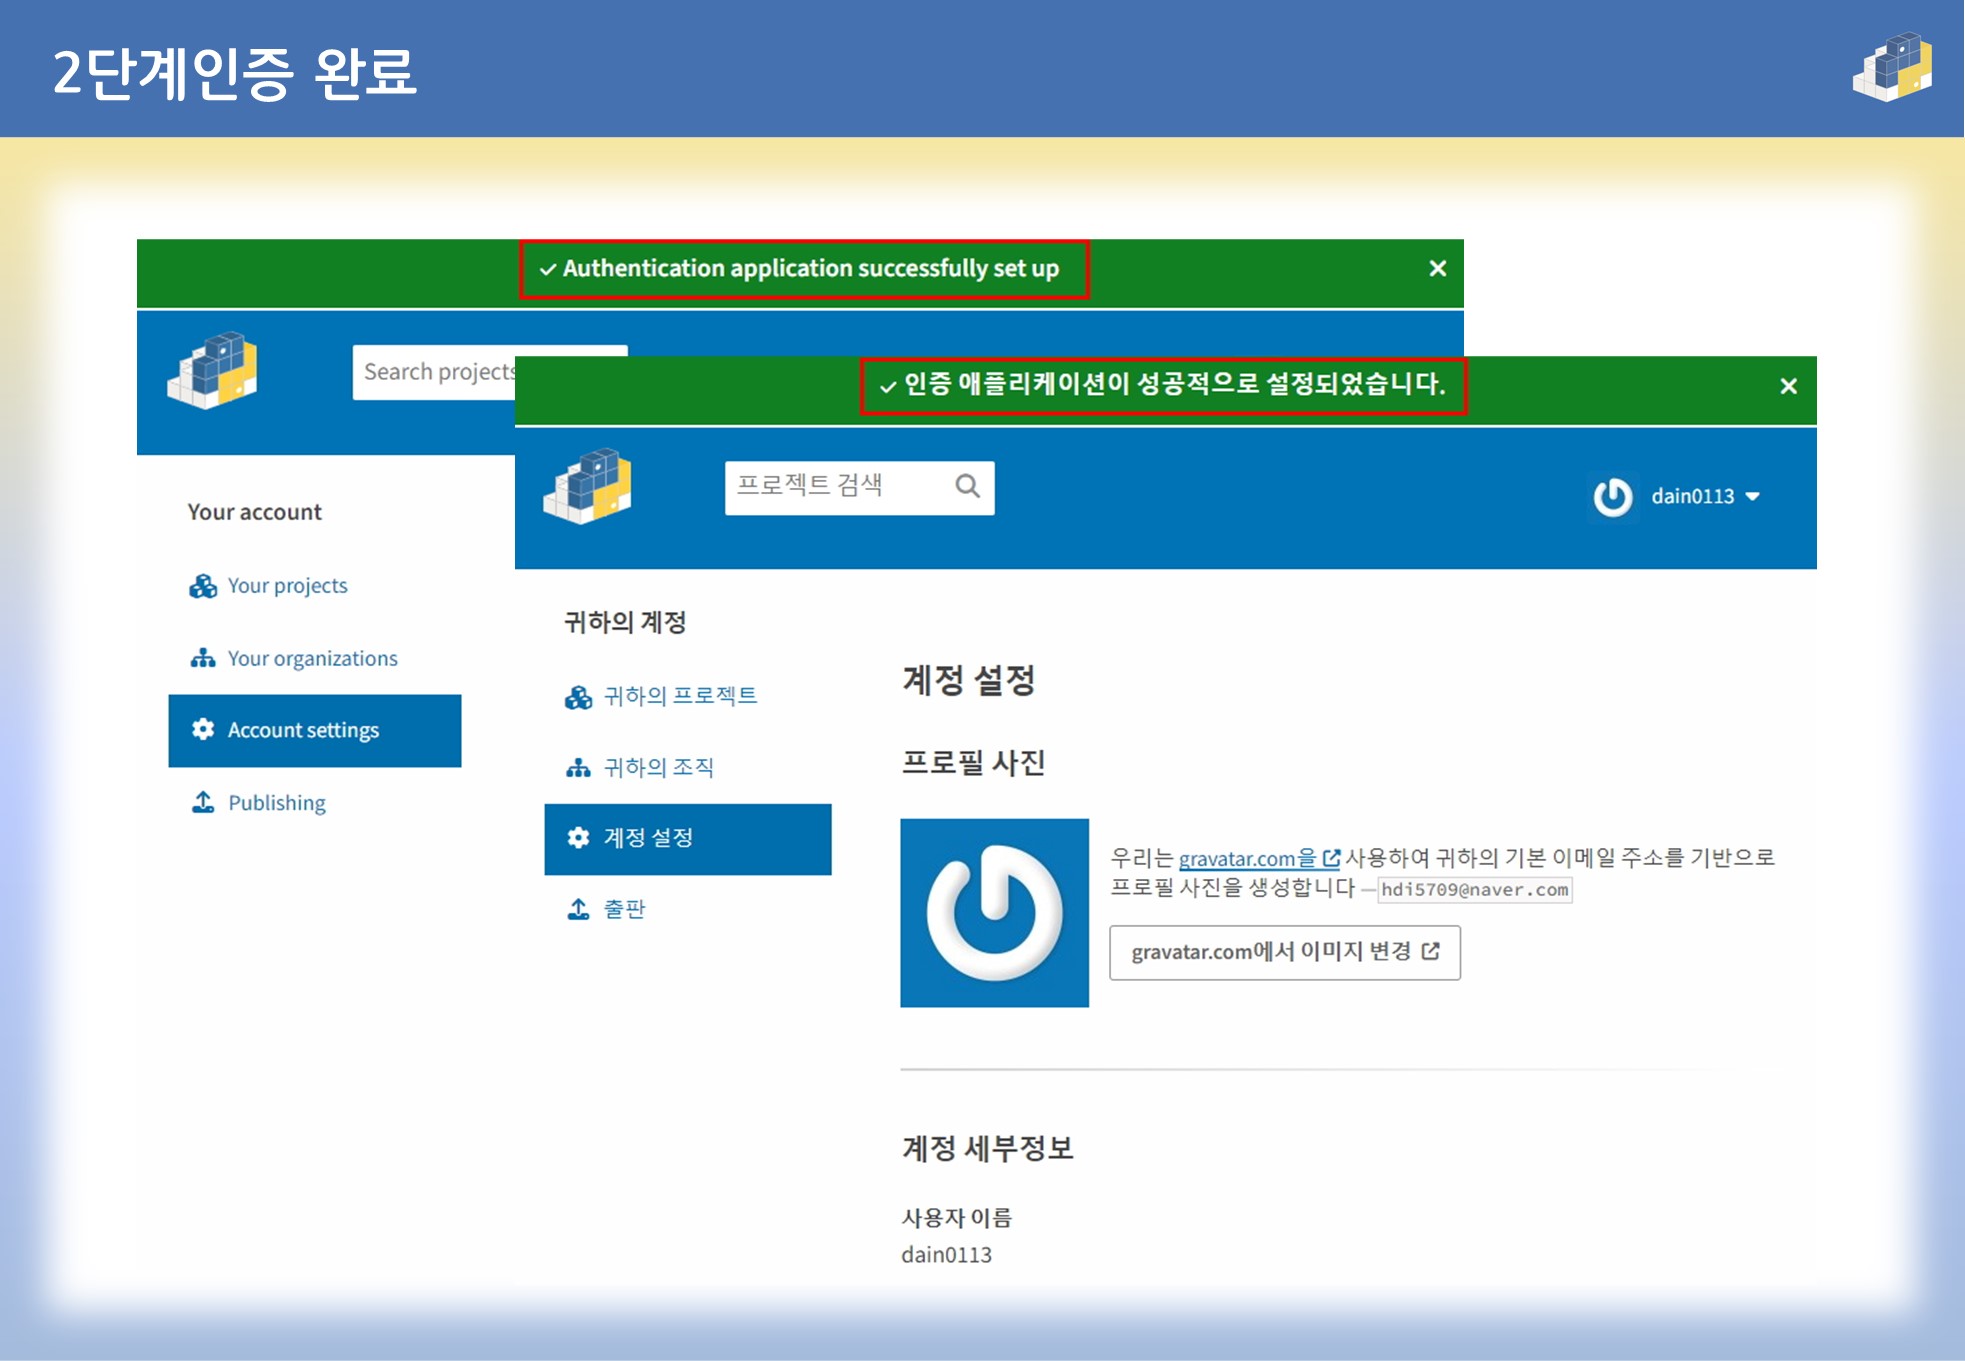 2단계인증 완료
Authentication application successfully set up
Search projects
Your account
Your projects
Your organizations
Account settings
Publishing
인증 애플리케이션이 성공적으로 설정되었습니다.
프로젝트 검색
dain0113
귀하의 계정
귀하의 프로젝트
귀하의 조직
계정 설정
출판
계정 설정
프로필 사진
우리는 gravatar.com을 사용하여 귀하의 기본 이메일 주소를 기반으로
프로필 사진을 생성합니다 — hdi5709@naver.com
gravatar.com에서 이미지 변경
계정 세부정보
사용자 이름
dain0113